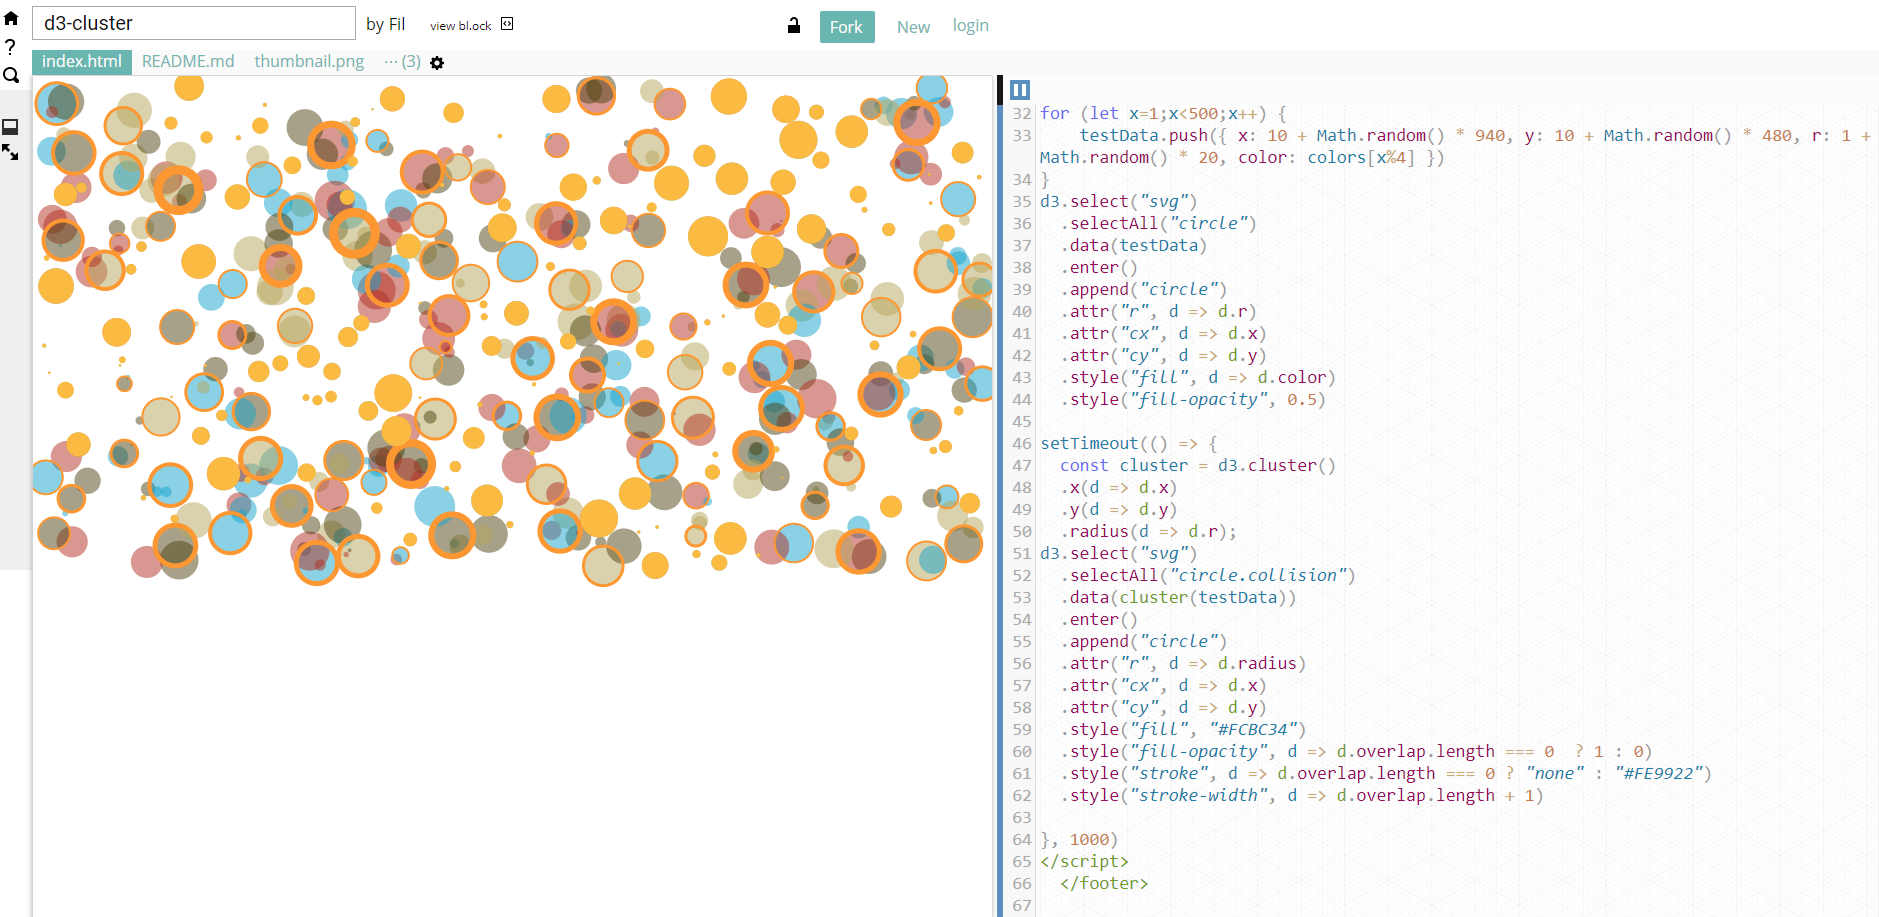 d3-cluster by Fil view bl.ock Fork New login
index.html README.md thumbnail.png ··· (3)
32 for (let x=1;x<500;x++) {
33 testData.push({ x: 10 + Math.random() * 940, y: 10 + Math.random() * 480, r: 1 +
Math.random() * 20, color: colors[x%4] })
34 }
35 d3.select("svg")
36 .selectAll("circle")
37 .data(testData)
38 .enter()
39 .append("circle")
40 .attr("r", d => d.r)
41 .attr("cx", d => d.x)
42 .attr("cy", d => d.y)
43 .style("fill", d => d.color)
44 .style("fill-opacity", 0.5)
45
46 setTimeout(() => {
47 const cluster = d3.cluster()
48 .x(d => d.x)
49 .y(d => d.y)
50 .radius(d => d.r);
51 d3.select("svg")
52 .selectAll("circle.collision")
53 .data(cluster(testData))
54 .enter()
55 .append("circle")
56 .attr("r", d => d.radius)
57 .attr("cx", d => d.x)
58 .attr("cy", d => d.y)
59 .style("fill", "#FCBC34")
60 .style("fill-opacity", d => d.overlap.length === 0 ? 1 : 0)
61 .style("stroke", d => d.overlap.length === 0 ? "none" : "#FE9922")
62 .style("stroke-width", d => d.overlap.length + 1)
63
64 }, 1000)
65 </script>
66 </footer>
67